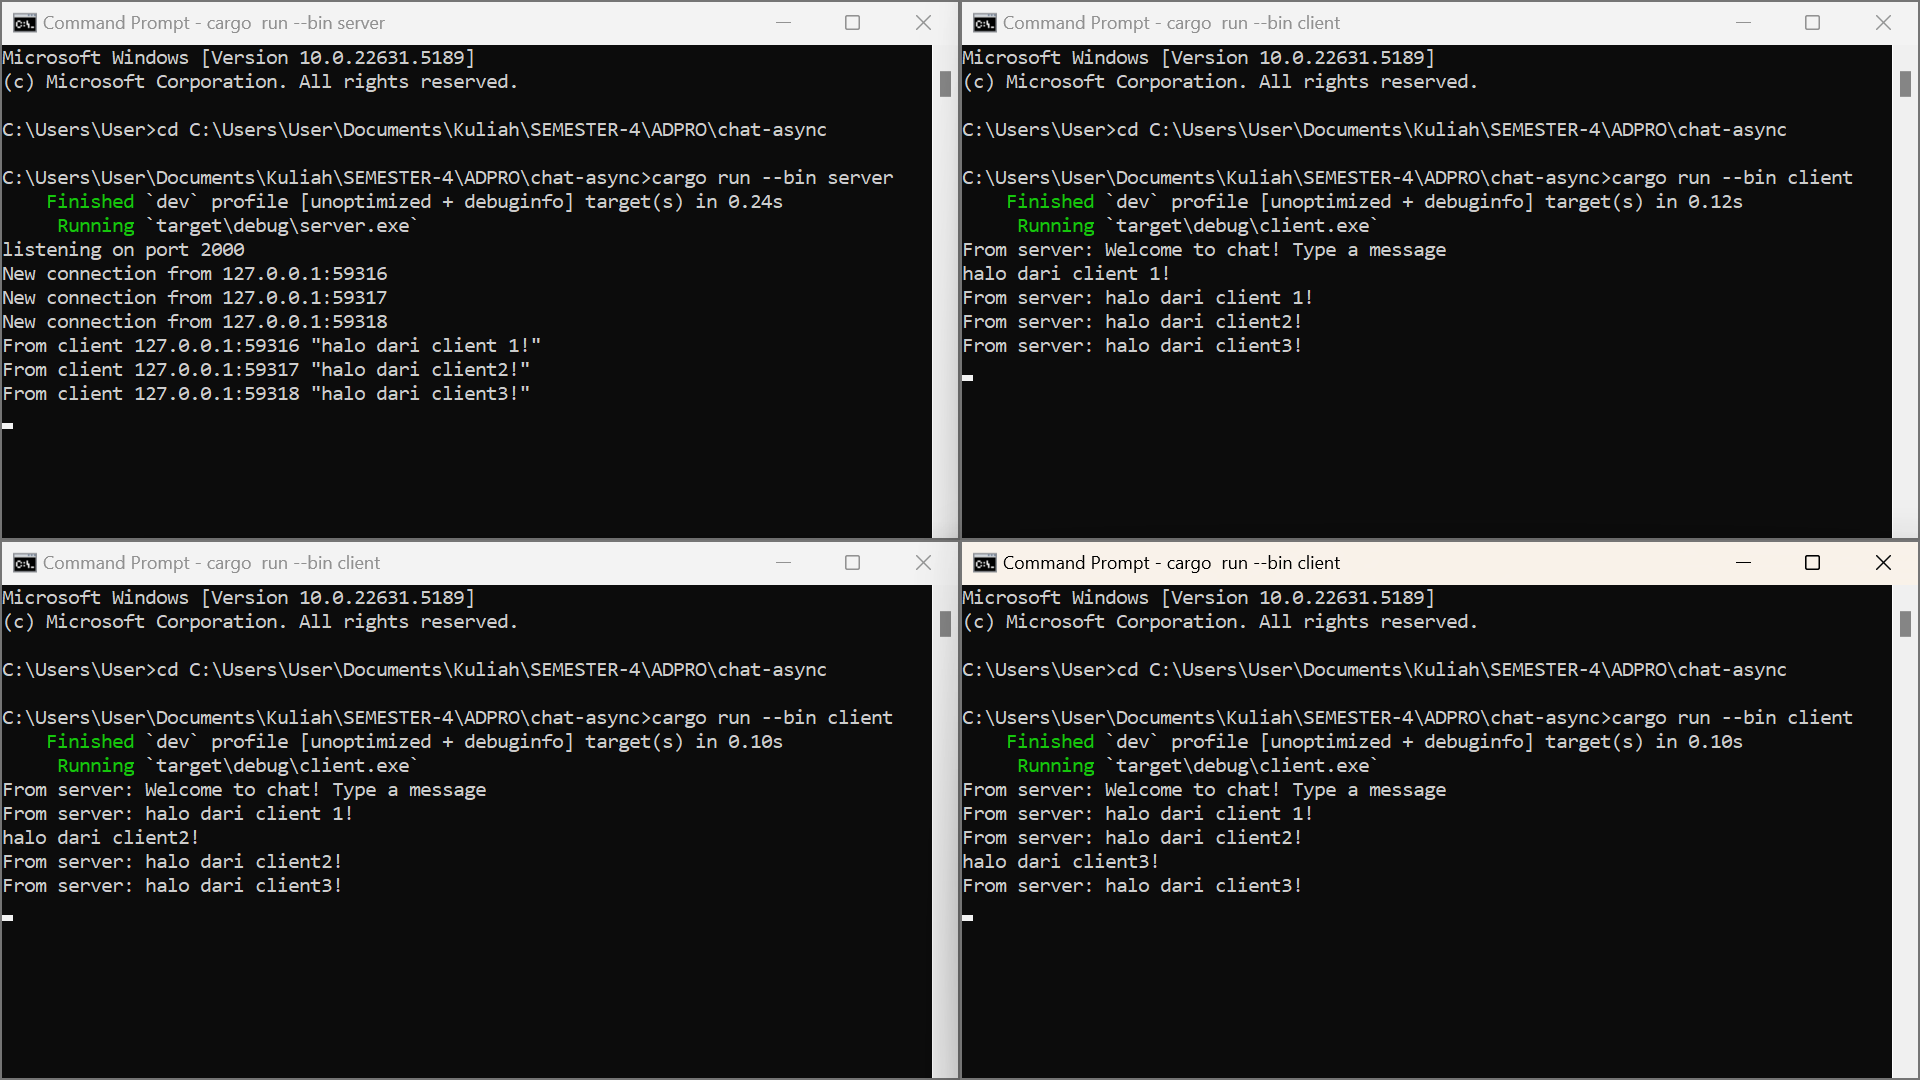 Command Prompt - cargo  run --bin server
Microsoft Windows [Version 10.0.22631.5189]
(c) Microsoft Corporation. All rights reserved.
C:\Users\User>cd C:\Users\User\Documents\Kuliah\SEMESTER-4\ADPRO\chat-async
C:\Users\User\Documents\Kuliah\SEMESTER-4\ADPRO\chat-async>cargo run --bin server
    Finished `dev` profile [unoptimized + debuginfo] target(s) in 0.24s
     Running `target\debug\server.exe`
listening on port 2000
New connection from 127.0.0.1:59316
New connection from 127.0.0.1:59317
New connection from 127.0.0.1:59318
From client 127.0.0.1:59316 "halo dari client 1!"
From client 127.0.0.1:59317 "halo dari client2!"
From client 127.0.0.1:59318 "halo dari client3!"
Command Prompt - cargo  run --bin client
Microsoft Windows [Version 10.0.22631.5189]
(c) Microsoft Corporation. All rights reserved.
C:\Users\User>cd C:\Users\User\Documents\Kuliah\SEMESTER-4\ADPRO\chat-async
C:\Users\User\Documents\Kuliah\SEMESTER-4\ADPRO\chat-async>cargo run --bin client
    Finished `dev` profile [unoptimized + debuginfo] target(s) in 0.12s
     Running `target\debug\client.exe`
From server: Welcome to chat! Type a message
halo dari client 1!
From server: halo dari client 1!
From server: halo dari client2!
From server: halo dari client3!
Command Prompt - cargo  run --bin client
Microsoft Windows [Version 10.0.22631.5189]
(c) Microsoft Corporation. All rights reserved.
C:\Users\User>cd C:\Users\User\Documents\Kuliah\SEMESTER-4\ADPRO\chat-async
C:\Users\User\Documents\Kuliah\SEMESTER-4\ADPRO\chat-async>cargo run --bin client
    Finished `dev` profile [unoptimized + debuginfo] target(s) in 0.10s
     Running `target\debug\client.exe`
From server: Welcome to chat! Type a message
From server: halo dari client 1!
halo dari client2!
From server: halo dari client2!
From server: halo dari client3!
Command Prompt - cargo  run --bin client
Microsoft Windows [Version 10.0.22631.5189]
(c) Microsoft Corporation. All rights reserved.
C:\Users\User>cd C:\Users\User\Documents\Kuliah\SEMESTER-4\ADPRO\chat-async
C:\Users\User\Documents\Kuliah\SEMESTER-4\ADPRO\chat-async>cargo run --bin client
    Finished `dev` profile [unoptimized + debuginfo] target(s) in 0.10s
     Running `target\debug\client.exe`
From server: Welcome to chat! Type a message
From server: halo dari client 1!
From server: halo dari client2!
halo dari client3!
From server: halo dari client3!